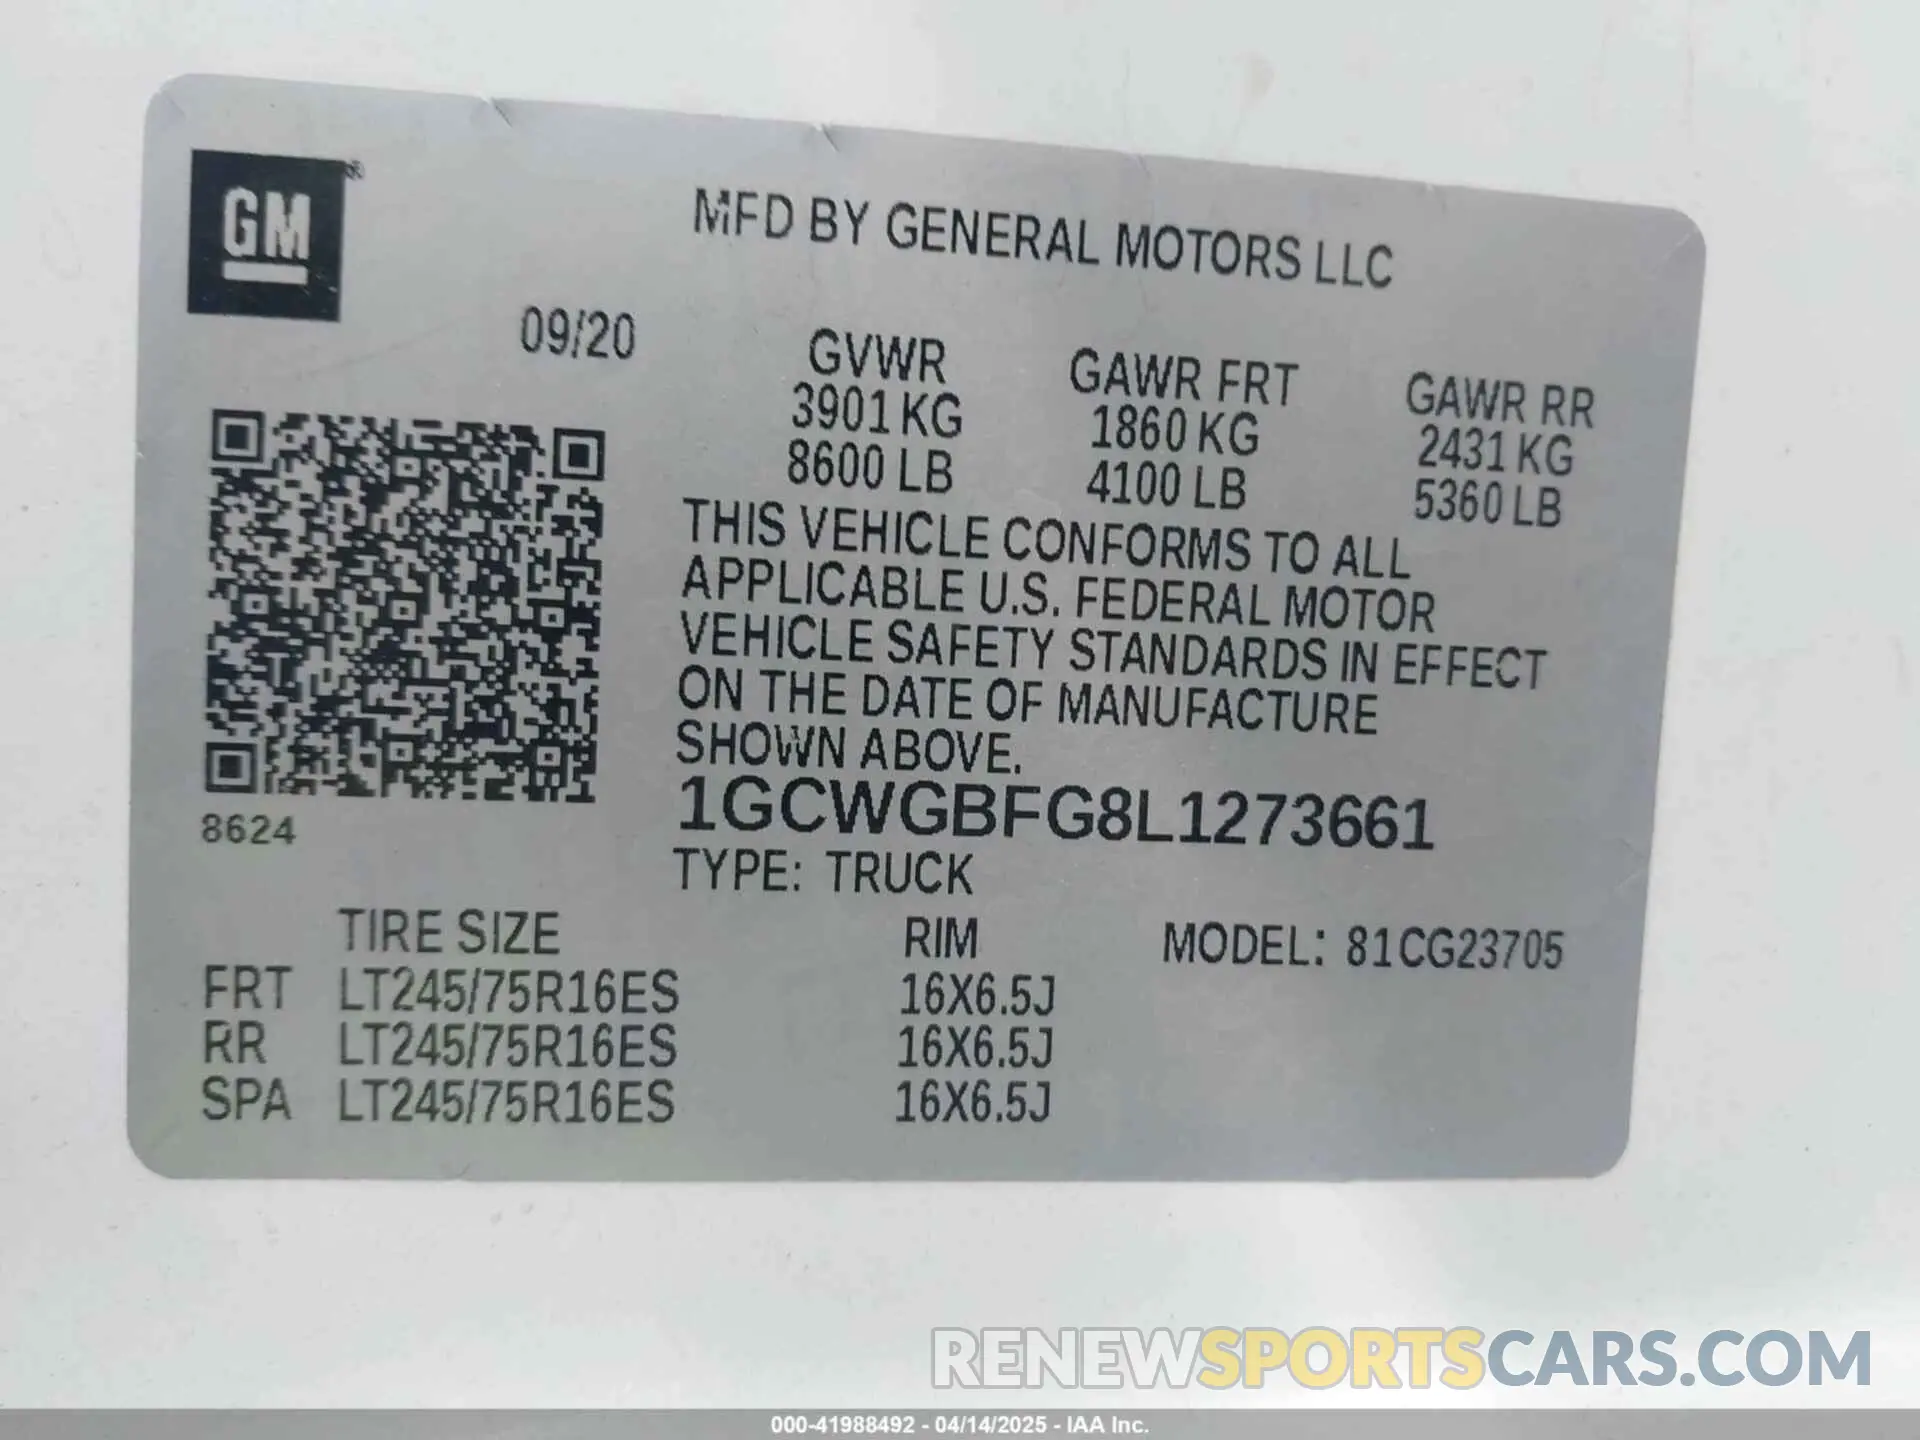 GM®
MFD BY GENERAL MOTORS LLC
09/20
GVWR GAWR FRT GAWR RR
3901 KG 1860 KG 2431 KG
8600 LB 4100 LB 5360 LB
THIS VEHICLE CONFORMS TO ALL
APPLICABLE U.S. FEDERAL MOTOR
VEHICLE SAFETY STANDARDS IN EFFECT
ON THE DATE OF MANUFACTURE
SHOWN ABOVE.
1GCWGBFG8L1273661
8624
TYPE: TRUCK
TIRE SIZE RIM MODEL: 81CG23705
FRT LT245/75R16ES 16X6.5J
RR LT245/75R16ES 16X6.5J
SPA LT245/75R16ES 16X6.5J
RENEWSPORTSCARS.COM
000-41988492 - 04/14/2025 - IAA Inc.